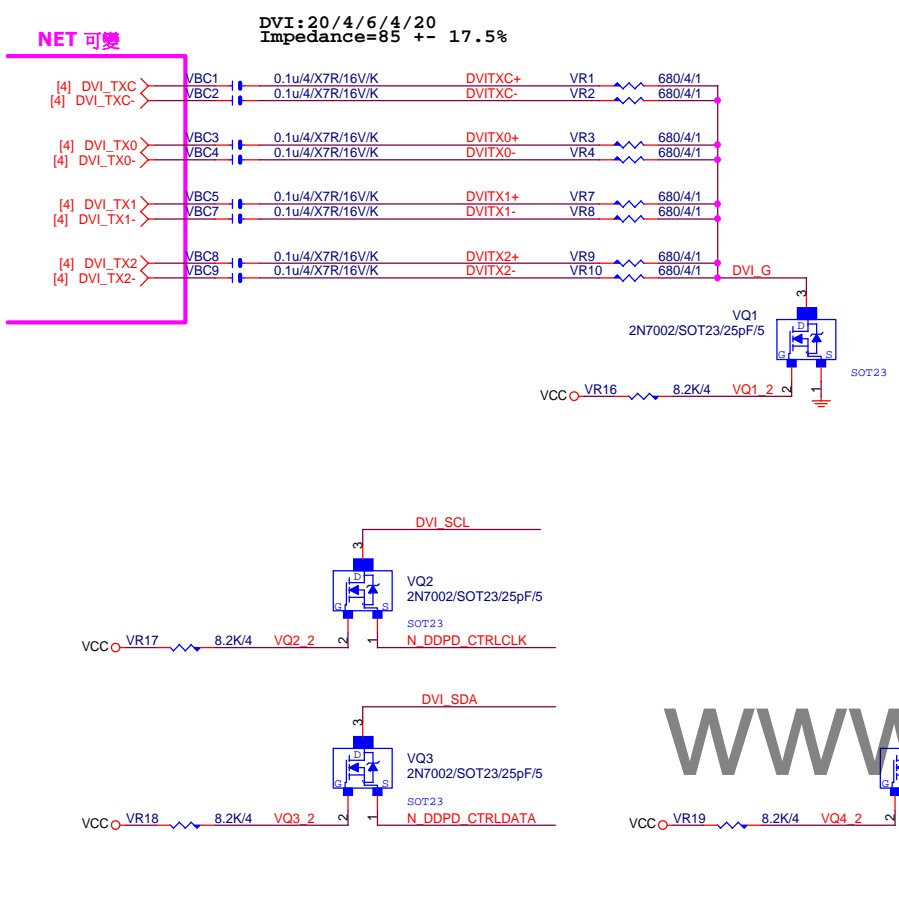 DVI:20/4/6/4/20
Impedance=85 +- 17.5%
NET 可變
[4] DVI_TXC VBC1 0.1u/4/X7R/16V/K DVITXC+ VR1 680/4/1
[4] DVI_TXC- VBC2 0.1u/4/X7R/16V/K DVITXC- VR2 680/4/1
[4] DVI_TX0 VBC3 0.1u/4/X7R/16V/K DVITX0+ VR3 680/4/1
[4] DVI_TX0- VBC4 0.1u/4/X7R/16V/K DVITX0- VR4 680/4/1
[4] DVI_TX1 VBC5 0.1u/4/X7R/16V/K DVITX1+ VR7 680/4/1
[4] DVI_TX1- VBC7 0.1u/4/X7R/16V/K DVITX1- VR8 680/4/1
[4] DVI_TX2 VBC8 0.1u/4/X7R/16V/K DVITX2+ VR9 680/4/1
[4] DVI_TX2- VBC9 0.1u/4/X7R/16V/K DVITX2- VR10 680/4/1 DVI_G
3
VQ1
2N7002/SOT23/25pF/5
D
G S
SOT23
VCC VR16 8.2K/4 VQ1_2 2 1
DVI_SCL
3
D
G S
VQ2
2N7002/SOT23/25pF/5
SOT23
VCC VR17 8.2K/4 VQ2_2 2 1 N_DDPD_CTRLCLK
DVI_SDA
3
D
G S
VQ3
2N7002/SOT23/25pF/5
SOT23
VCC VR18 8.2K/4 VQ3_2 2 1 N_DDPD_CTRLDATA
www
G
VCC VR19 8.2K/4 VQ4_2 2